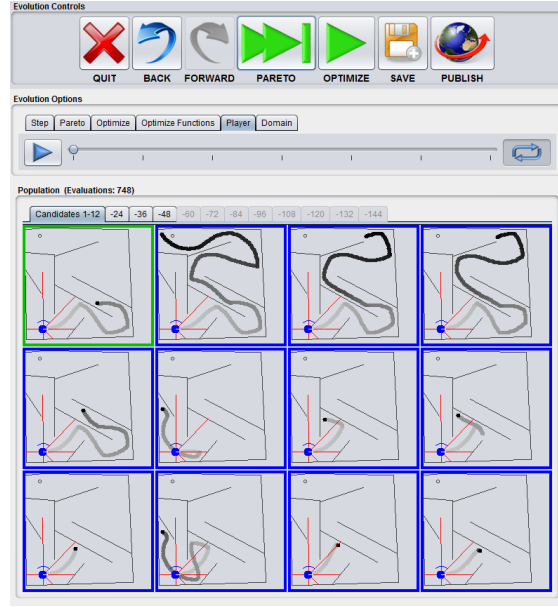 Evolution Controls
QUIT BACK FORWARD PARETO OPTIMIZE SAVE PUBLISH
Evolution Options
Step Pareto Optimize Optimize Functions Player Domain
Population (Evaluations: 748)
Candidates 1-12 -24 -36 -48 -60 -72 -84 -96 -108 -120 -132 -144